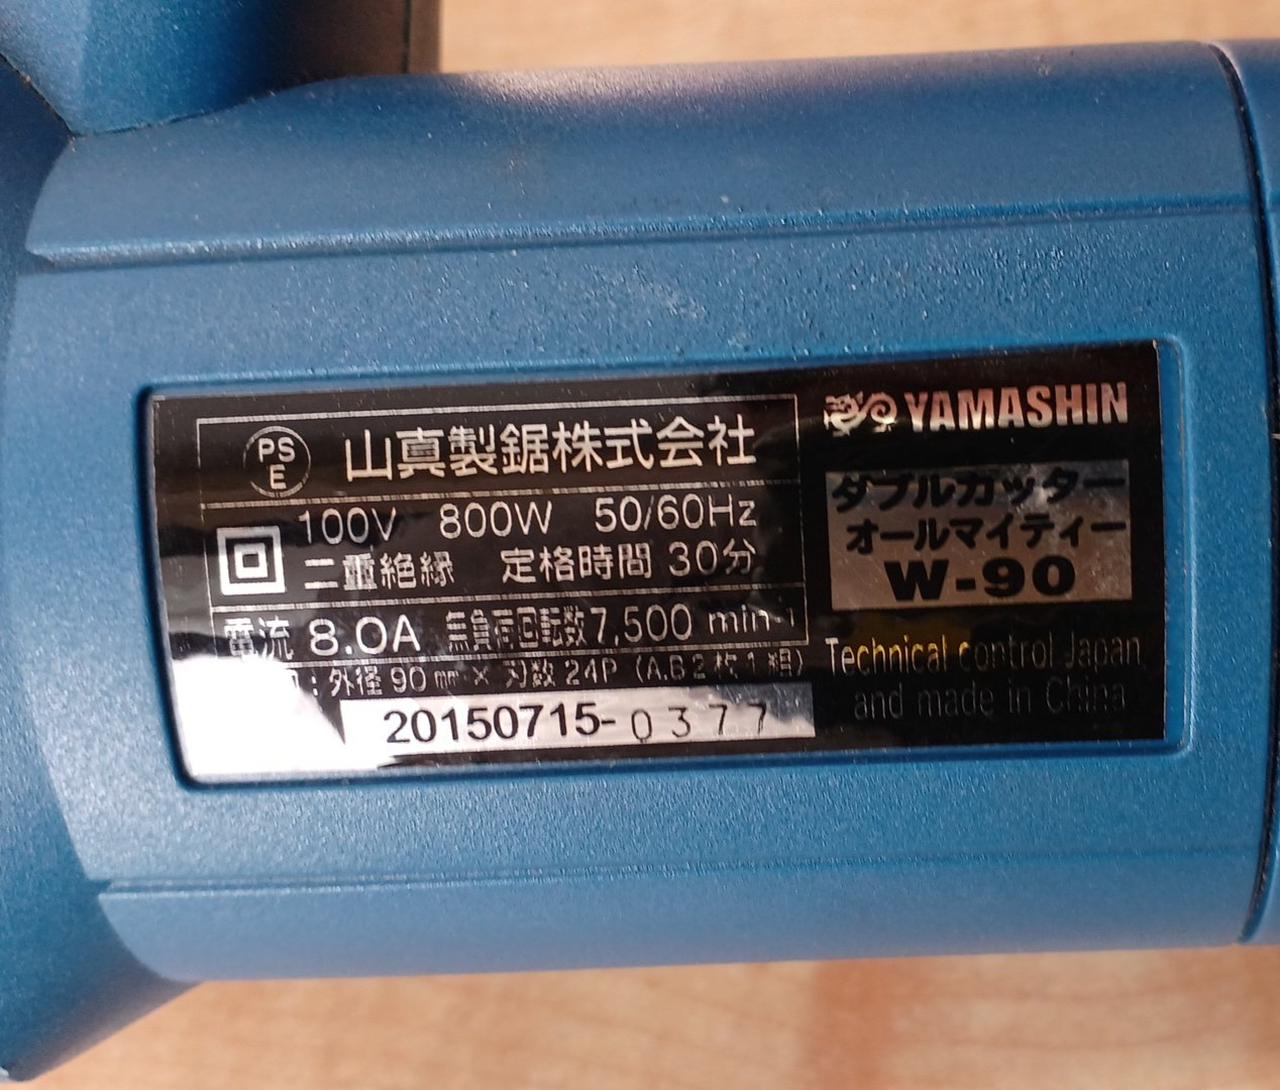 PS
E
山真製鋸株式会社
100V 800W 50/60Hz
二重絶縁 定格時間 30分
電流 8.0A 無負荷回転数7,500 min-1
: 外径 90 mm × 刃数 24P (A.B 2 枚 1 組)
20150715-0377
YAMASHIN
ダブルカッター
オールマイティー
W-90
Technical control Japan
and made in China